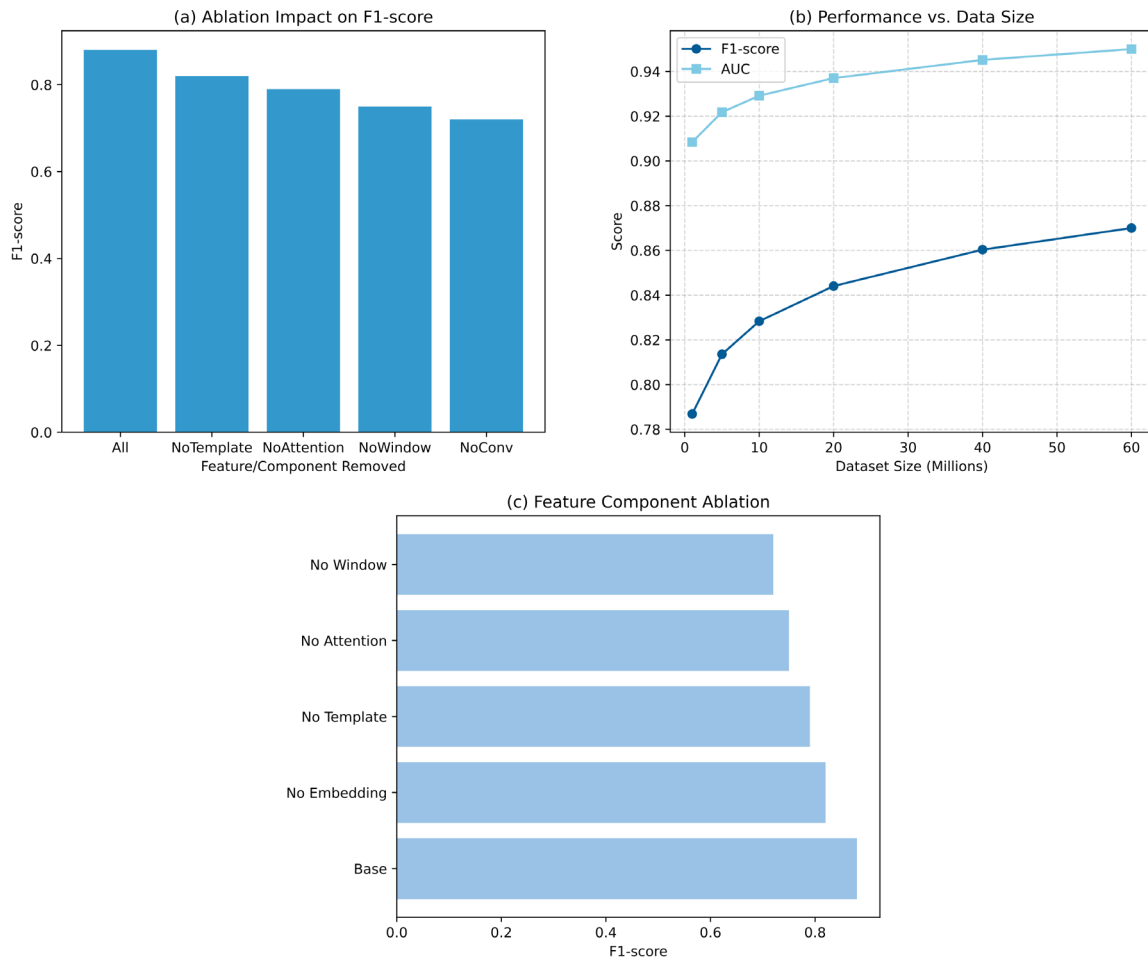 (a) Ablation Impact on F1-score
F1-score
0.8
0.6
0.4
0.2
0.0
All NoTemplate NoAttention NoWindow NoConv
Feature/Component Removed
(b) Performance vs. Data Size
F1-score
AUC
Score
0.94
0.92
0.90
0.88
0.86
0.84
0.82
0.80
0.78
0 10 20 30 40 50 60
Dataset Size (Millions)
(c) Feature Component Ablation
No Window
No Attention
No Template
No Embedding
Base
0.0 0.2 0.4 0.6 0.8
F1-score